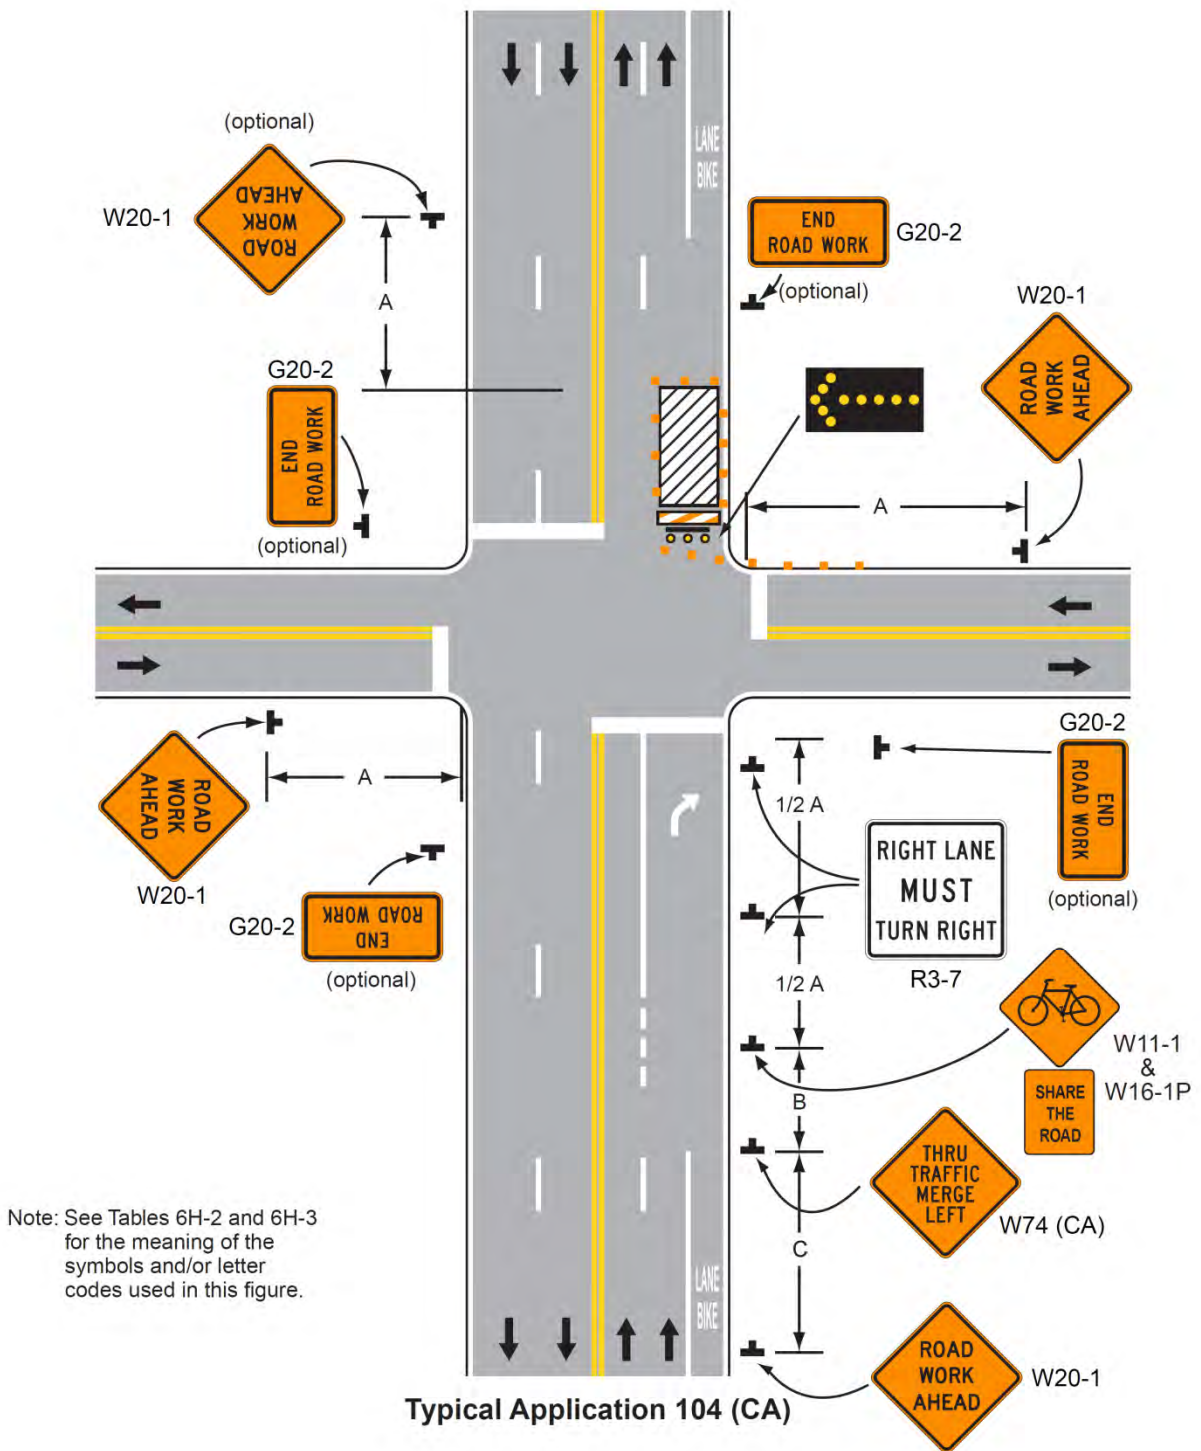 (optional)
W20-1
ROAD
WORK
AHEAD
A
G20-2
END
ROAD WORK
(optional)
LANE
BIKE
END
ROAD WORK
G20-2
(optional)
W20-1
ROAD
WORK
AHEAD
A
ROAD
WORK
AHEAD
W20-1
A
G20-2
END
ROAD WORK
(optional)
G20-2
END
ROAD WORK
(optional)
1/2 A
RIGHT LANE
MUST
TURN RIGHT
R3-7
1/2 A
W11-1
&
W16-1P
SHARE
THE
ROAD
B
THRU
TRAFFIC
MERGE
LEFT
W74 (CA)
C
LANE
BIKE
ROAD
WORK
AHEAD
W20-1
Note: See Tables 6H-2 and 6H-3
for the meaning of the
symbols and/or letter
codes used in this figure.
Typical Application 104 (CA)